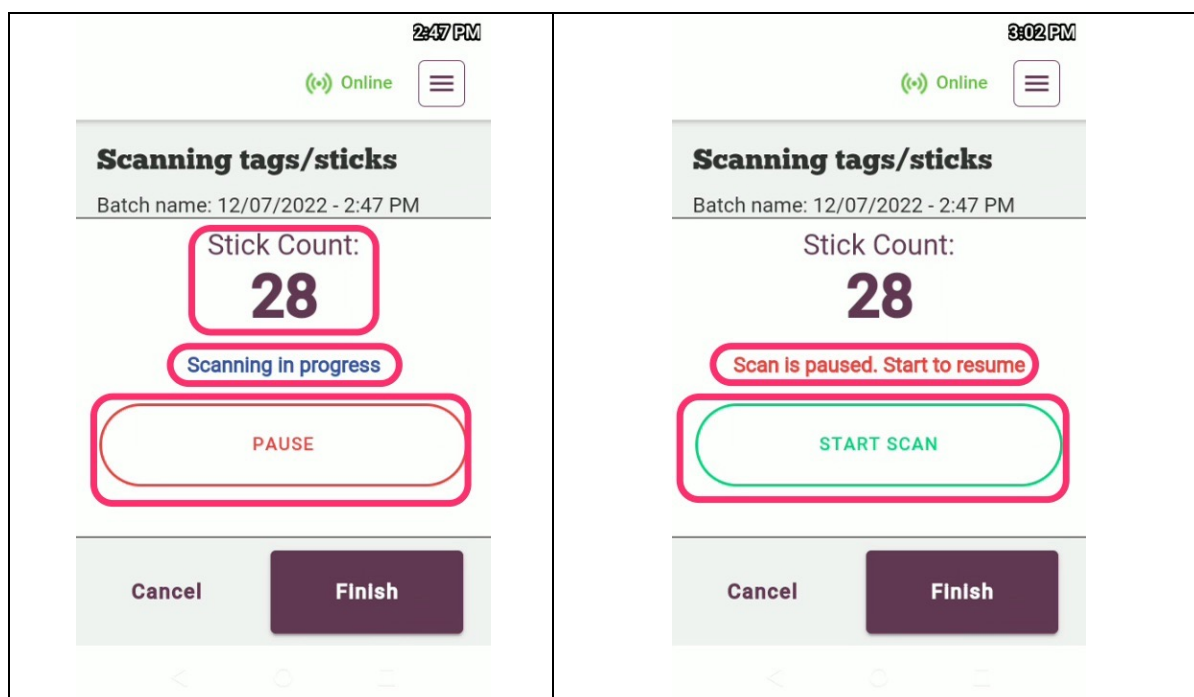 2:47 PM
Online
Scanning tags/sticks
Batch name: 12/07/2022 - 2:47 PM
Stick Count:
28
Scanning in progress
PAUSE
Cancel
Finish
3:02 PM
Online
Scanning tags/sticks
Batch name: 12/07/2022 - 2:47 PM
Stick Count:
28
Scan is paused. Start to resume
START SCAN
Cancel
Finish